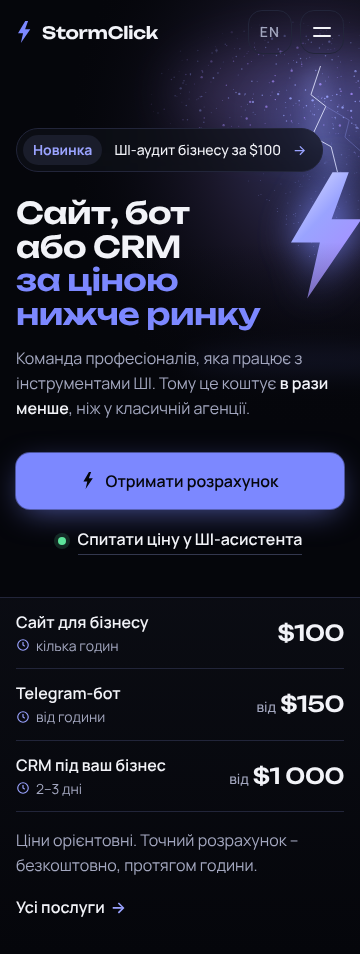 StormClick
EN
Новинка ШІ-аудит бізнесу за $100 →
Сайт, бот
або CRM
за ціною
нижче ринку
Команда професіоналів, яка працює з
інструментами ШІ. Тому це коштує в рази
менше, ніж у класичній агенції.
Отримати розрахунок
Спитати ціну у ШІ-асистента
Сайт для бізнесу
кілька годин
$100
Telegram-бот
від години
від $150
CRM під ваш бізнес
2–3 дні
від $1 000
Ціни орієнтовні. Точний розрахунок –
безкоштовно, протягом години.
Усі послуги →